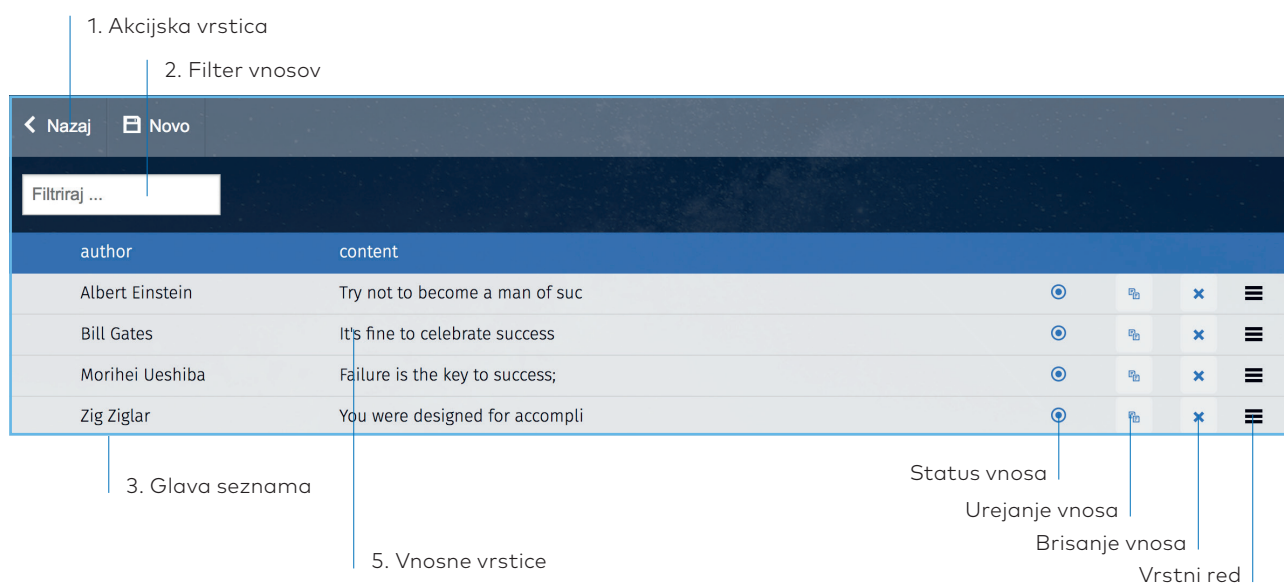 1. Akcijska vrstica
2. Filter vnosov
Nazaj Novo
Filtriraj ...
author content
Albert Einstein Try not to become a man of suc
Bill Gates It's fine to celebrate success
Morihei Ueshiba Failure is the key to success;
Zig Ziglar You were designed for accompli
3. Glava seznama
Status vnosa
Urejanje vnosa
Brisanje vnosa
5. Vnosne vrstice
Vrstni red